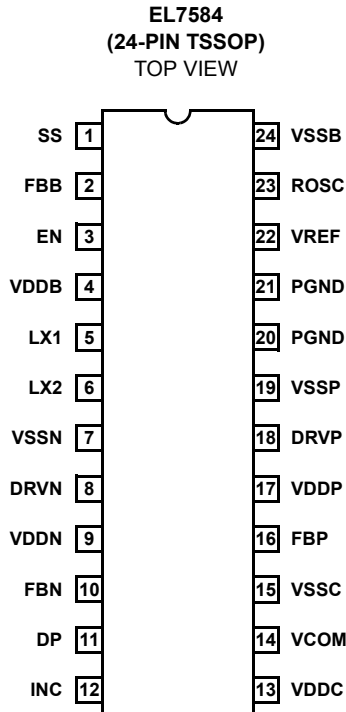 EL7584
(24-PIN TSSOP)
TOP VIEW
SS 1 24 VSSB
FBB 2 23 ROSC
EN 3 22 VREF
VDDB 4 21 PGND
LX1 5 20 PGND
LX2 6 19 VSSP
VSSN 7 18 DRVP
DRVN 8 17 VDDP
VDDN 9 16 FBP
FBN 10 15 VSSC
DP 11 14 VCOM
INC 12 13 VDDC